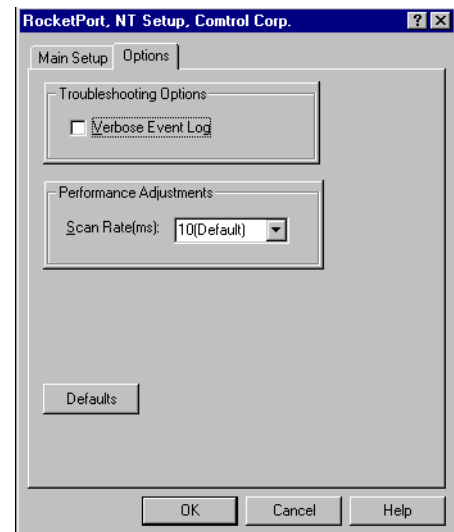 RocketPort, NT Setup, Comtrol Corp.
Main Setup Options
Troubleshooting Options
Verbose Event Log
Performance Adjustments
Scan Rate(ms): 10(Default)
Defaults
OK Cancel Help